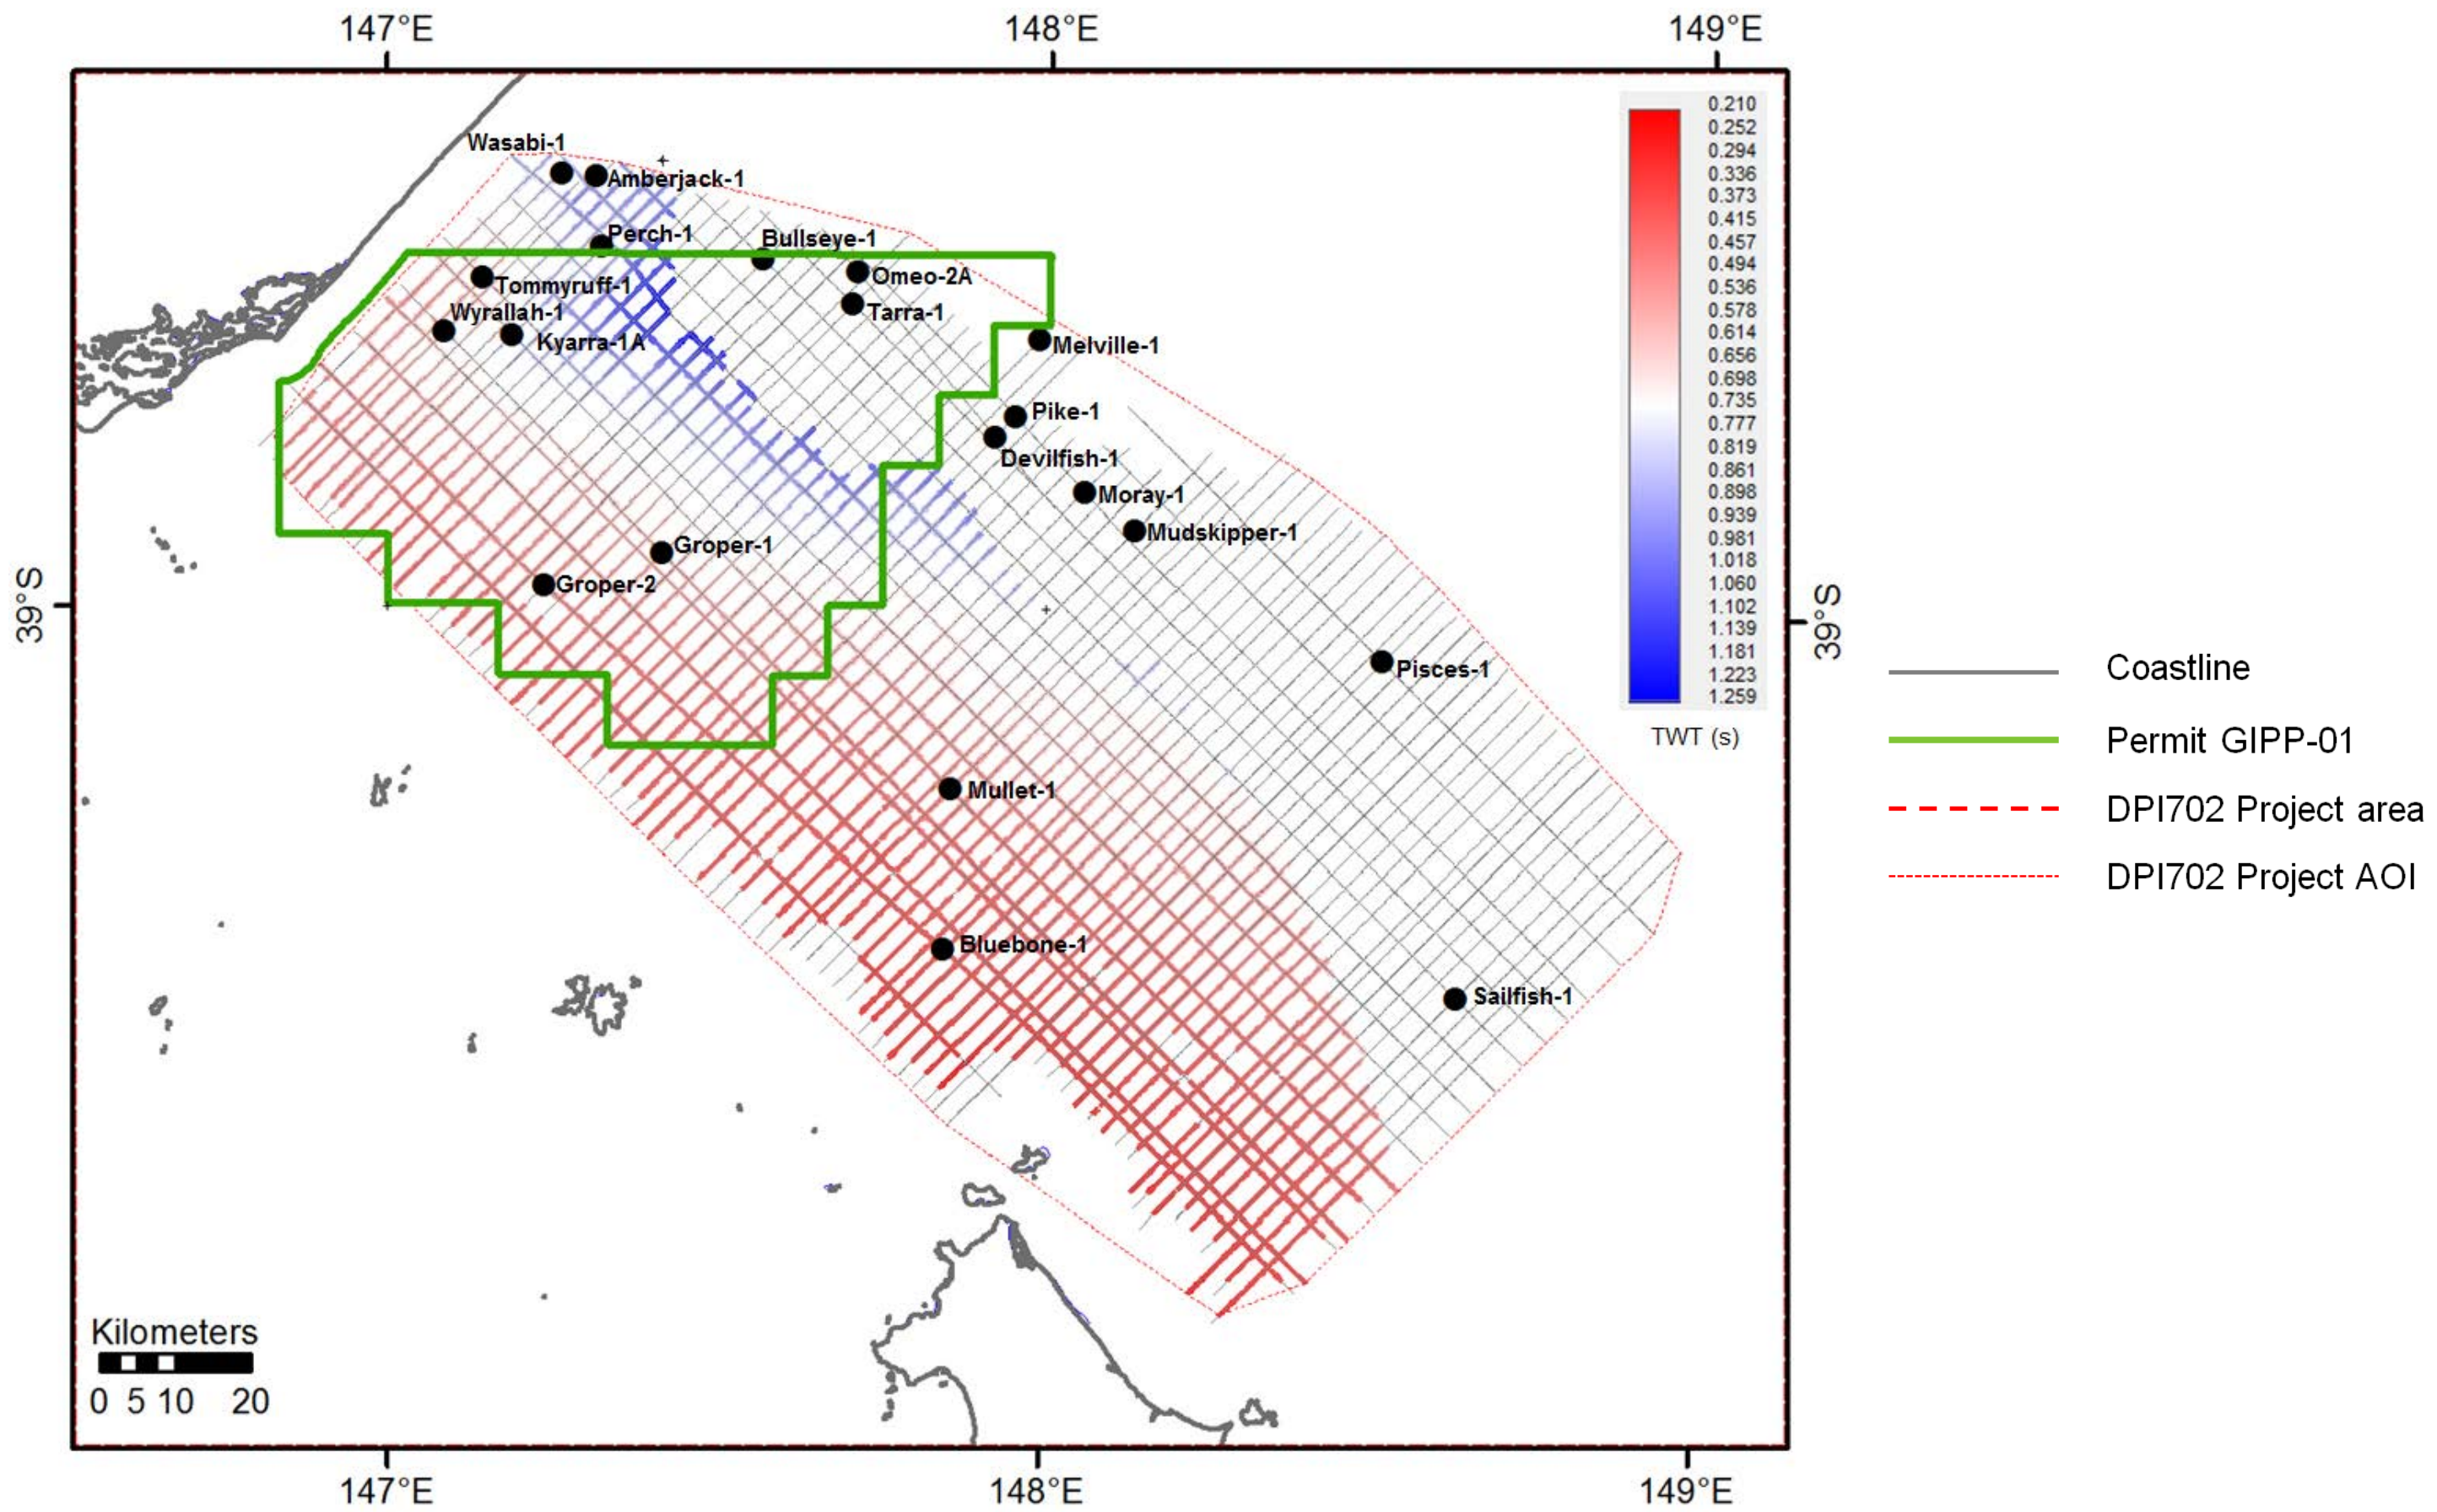 147°E 148°E 149°E
Wasabi-1
Amberjack-1
Perch-1
Bullseye-1
Tommyruff-1
Omeo-2A
Wyrallah-1
Tarra-1
Kyarra-1A
Melville-1
Pike-1
Devilfish-1
Moray-1
Mudskipper-1
Groper-1
Groper-2
Pisces-1
Mullet-1
Bluebone-1
Sailfish-1
39°S
39°S
0.210
0.252
0.294
0.336
0.373
0.415
0.457
0.494
0.536
0.578
0.614
0.656
0.698
0.735
0.777
0.819
0.861
0.898
0.939
0.981
1.018
1.060
1.102
1.139
1.181
1.223
1.259
TWT (s)
Coastline
Permit GIPP-01
DPI702 Project area
DPI702 Project AOI
Kilometers
0 5 10 20
147°E 148°E 149°E